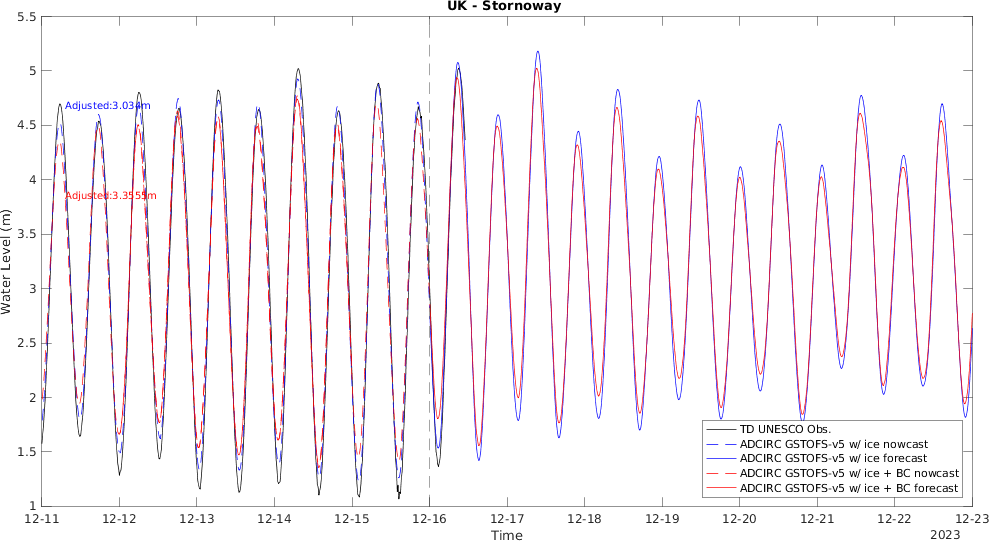 UK - Stornoway
5.5
5
4.5
4
3.5
3
2.5
2
1.5
1
Water Level (m)
Adjusted:3.034m
Adjusted:3.3555m
TD UNESCO Obs.
ADCIRC GSTOFS-v5 w/ ice nowcast
ADCIRC GSTOFS-v5 w/ ice forecast
ADCIRC GSTOFS-v5 w/ ice + BC nowcast
ADCIRC GSTOFS-v5 w/ ice + BC forecast
12-11 12-12 12-13 12-14 12-15 12-16 12-17 12-18 12-19 12-20 12-21 12-22 12-23
Time
2023